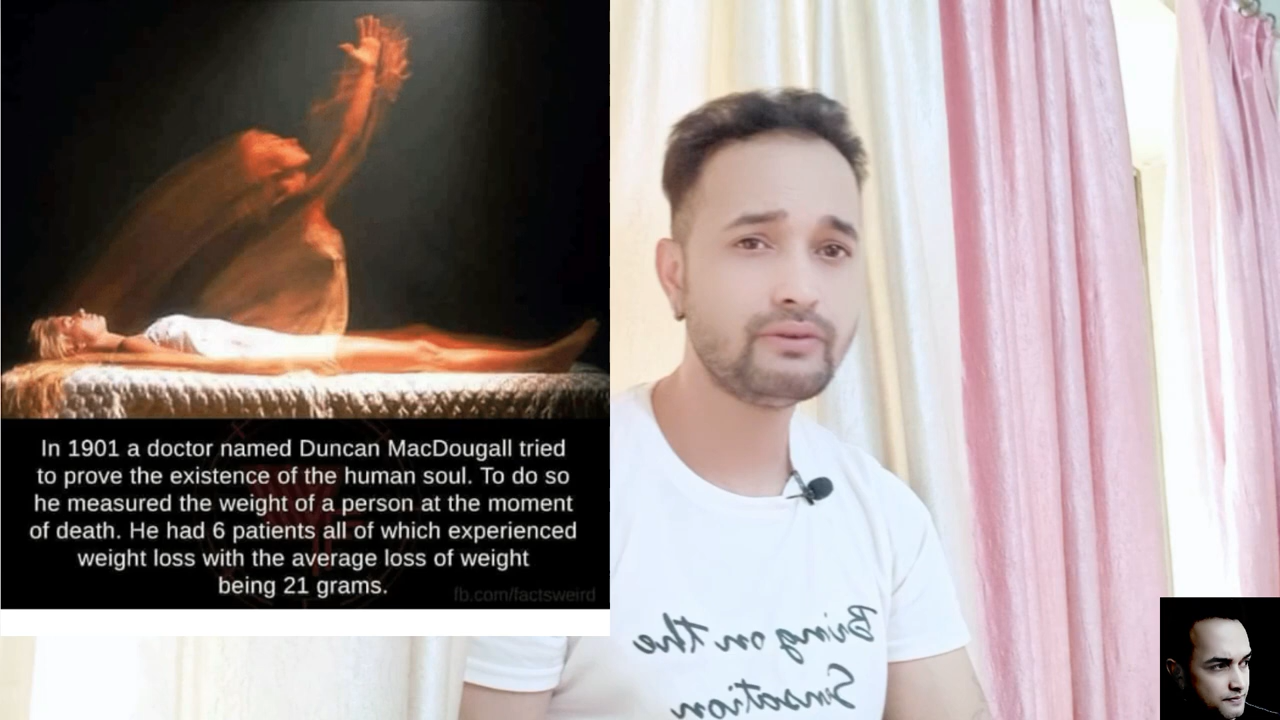 In 1901 a doctor named Duncan MacDougall tried
to prove the existence of the human soul. To do so
he measured the weight of a person at the moment
of death. He had 6 patients all of which experienced
weight loss with the average loss of weight
being 21 grams.
fb.com/factsweird
Bring on the
Sensation